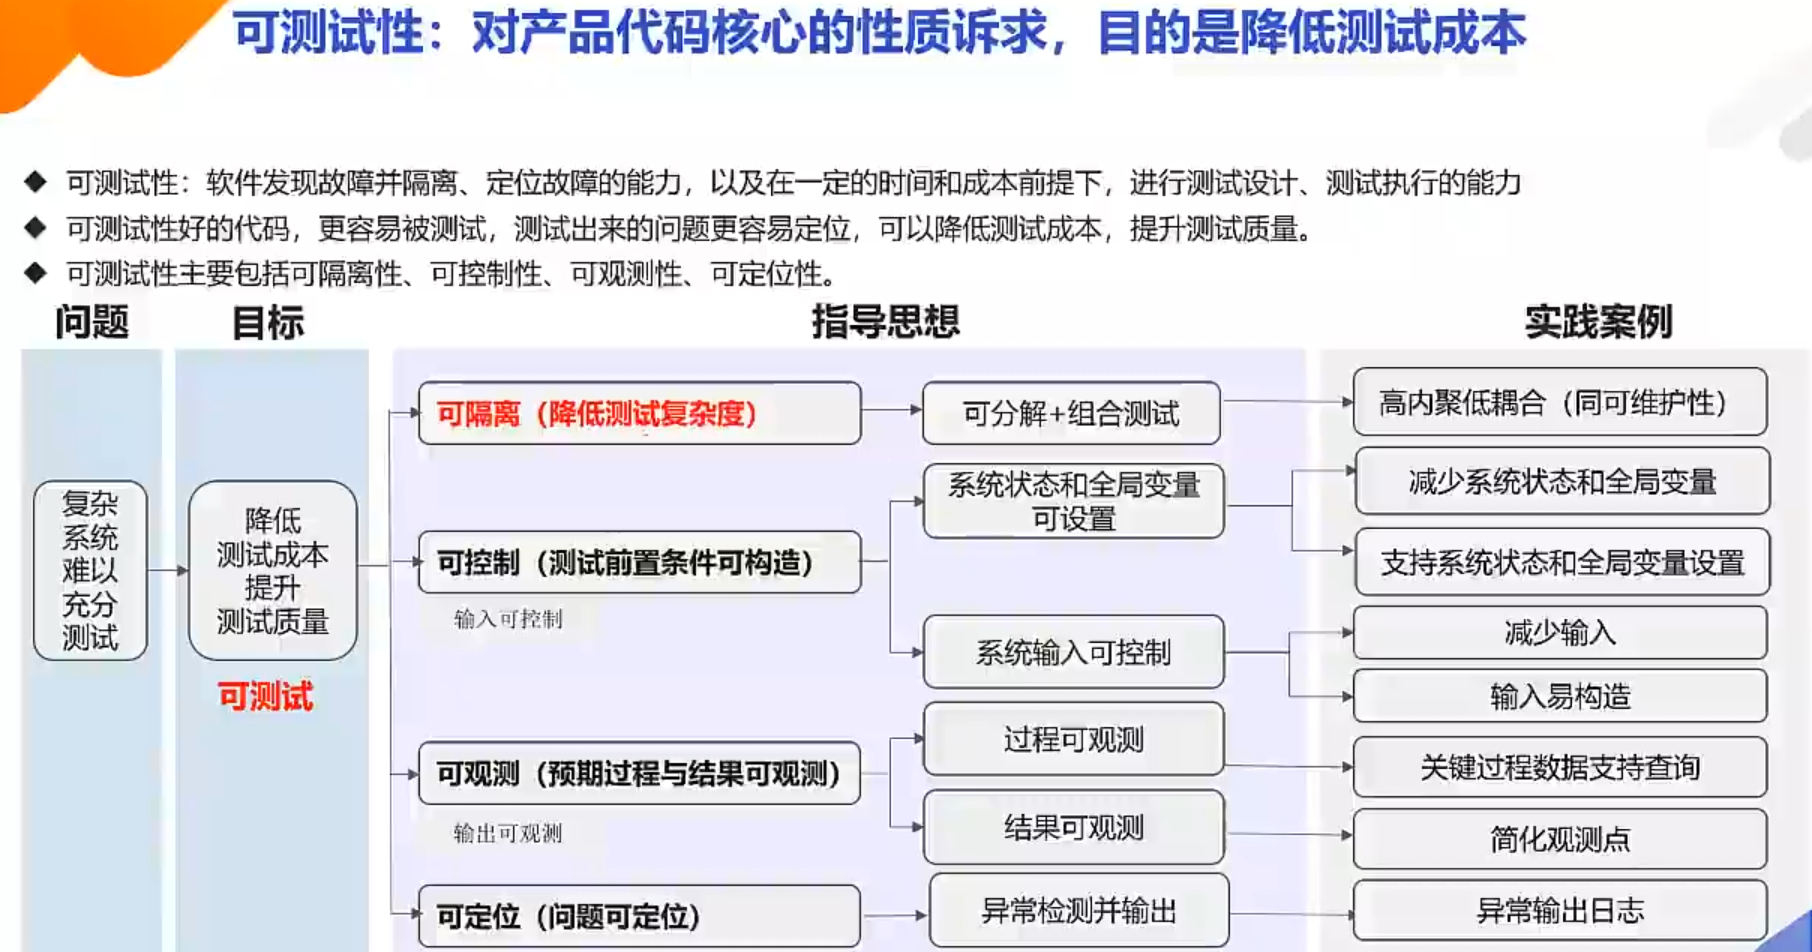 可测试性：对产品代码核心的性质诉求，目的是降低测试成本
◆ 可测试性：软件发现故障并隔离、定位故障的能力，以及在一定的时间和成本前提下，进行测试设计、测试执行的能力
◆ 可测试性好的代码，更容易被测试，测试出来的问题更容易定位，可以降低测试成本，提升测试质量。
◆ 可测试性主要包括可隔离性、可控制性、可观测性、可定位性。
问题
目标
指导思想
实践案例
复杂
系统
难以
充分
测试
降低
测试成本
提升
测试质量
可测试
可隔离（降低测试复杂度）
可分解+组合测试
高内聚低耦合（同可维护性）
可控制（测试前置条件可构造）
输入可控制
系统状态和全局变量
可设置
减少系统状态和全局变量
支持系统状态和全局变量设置
系统输入可控制
减少输入
输入易构造
可观测（预期过程与结果可观测）
输出可观测
过程可观测
关键过程数据支持查询
结果可观测
简化观测点
可定位（问题可定位）
异常检测并输出
异常输出日志